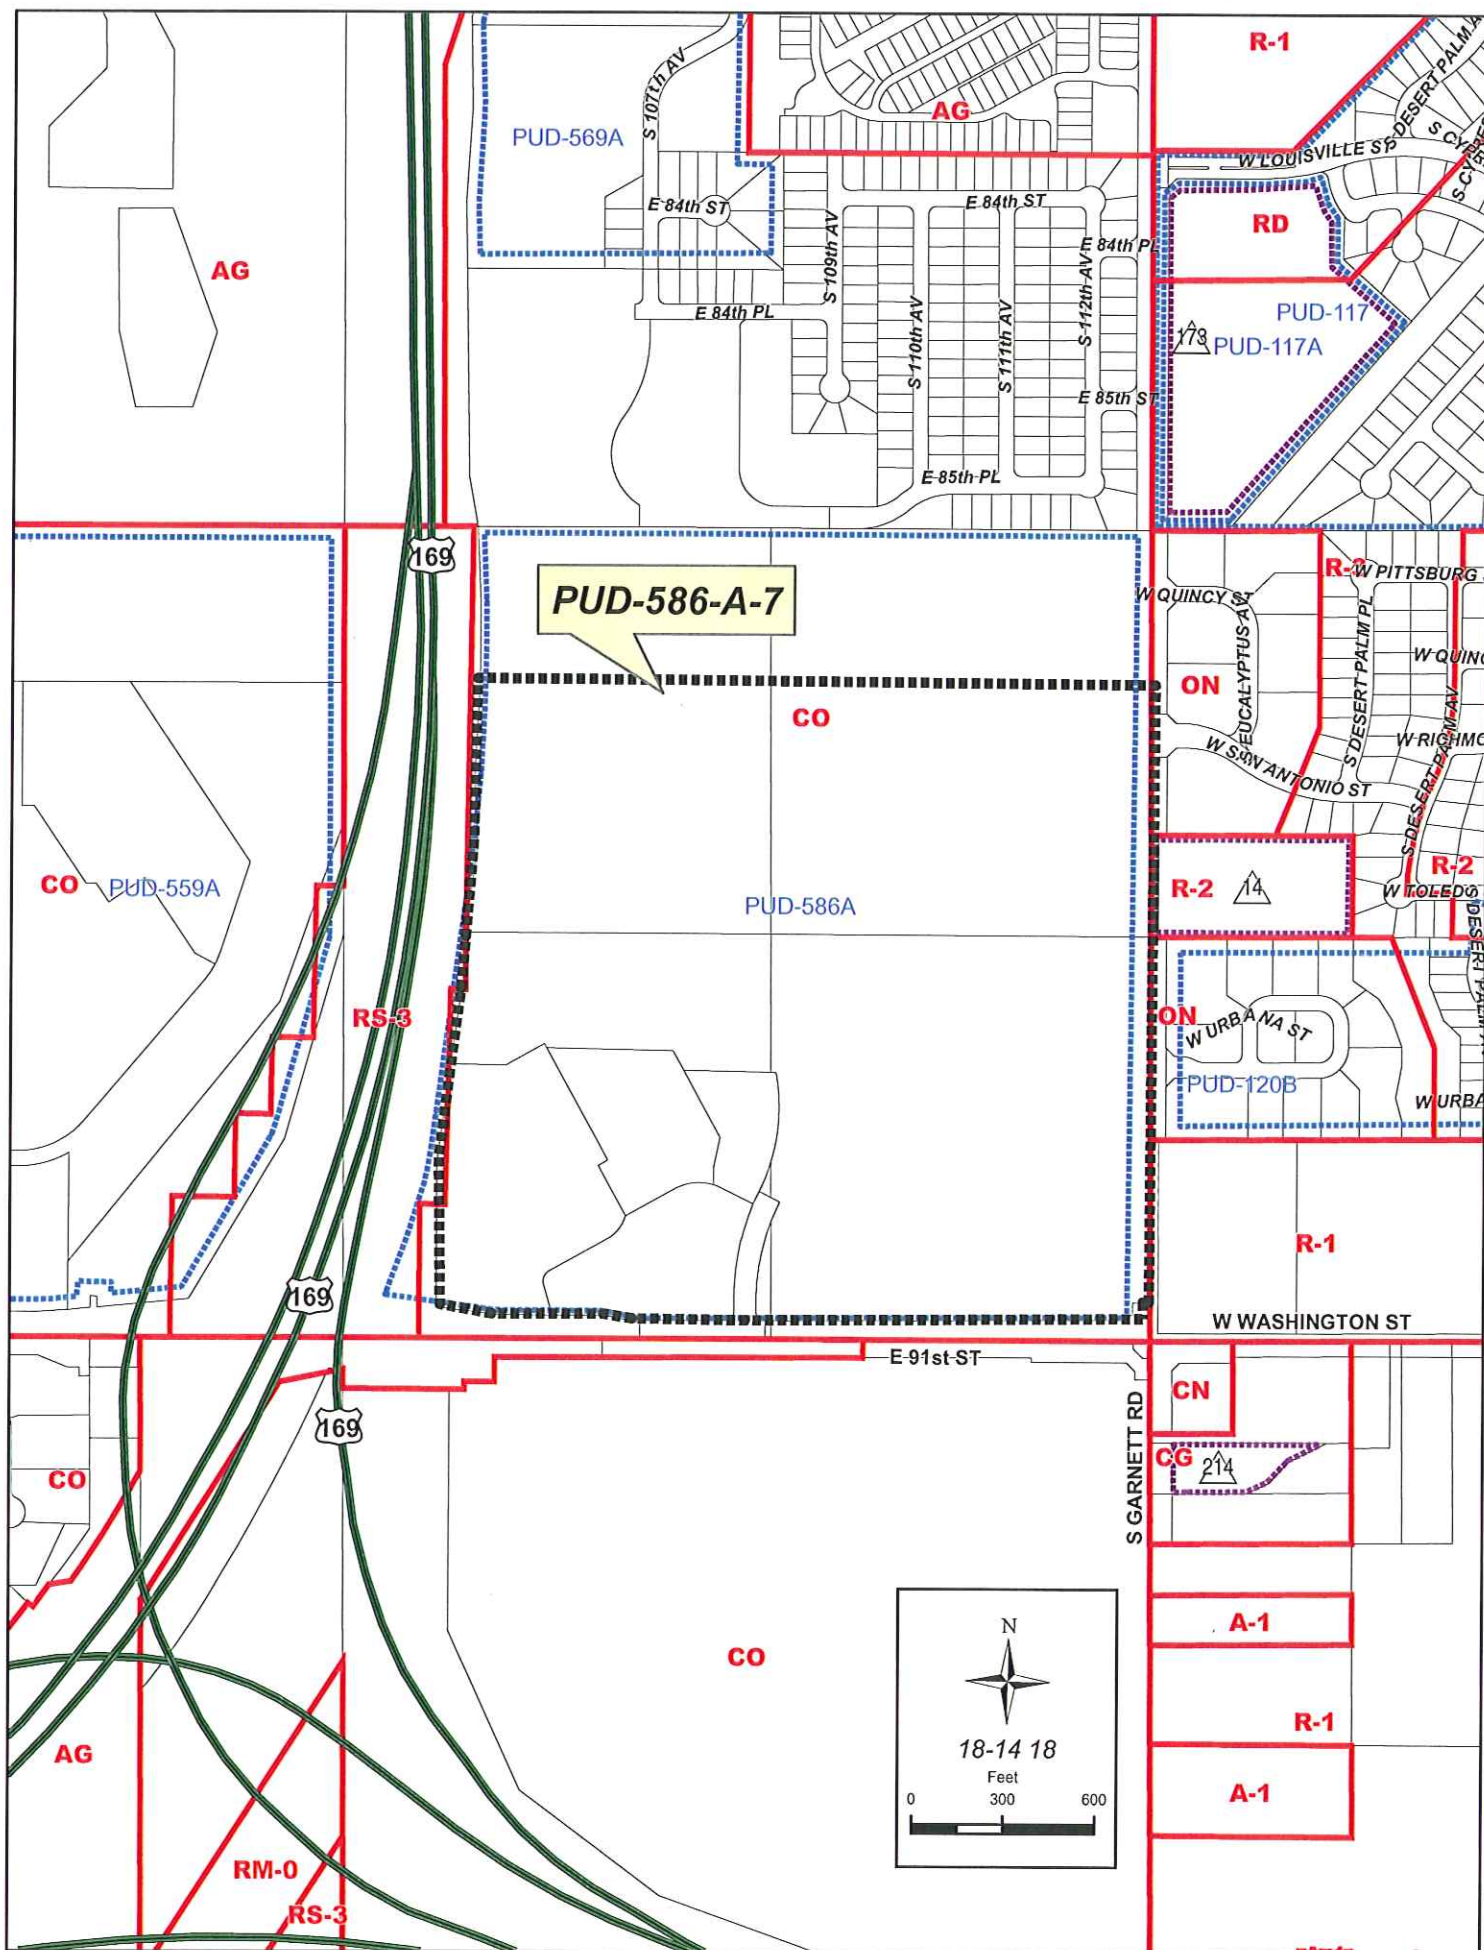 R-1
S 107th AV
S DESERT PALM A
AG
PUD-569A
W LOUISVILLE ST
S CYPRE
E 84th ST
E 84th ST
RD
S 109th AV
E 84th PL
AG
E 84th PL
S 110th AV
S 111th AV
S 112th AV
PUD-117
173
PUD-117A
E 85th ST
E 85th PL
169
PUD-586-A-7
W QUINCY ST
W PITTSBURG
S EUCALYPTUS AV
S DESERT PALM PL
W QUINC
ON
CO
W SAN ANTONIO ST
W RICHMO
S DESERT PALM AV
CO
PUD-559A
PUD-586A
R-2
14
R-2
W TOLEDO
RS-3
ON
W URBANA ST
PUD-120B
W URBA
R-1
169
W WASHINGTON ST
E 91st ST
169
CN
S GARNETT RD
CO
CG
214
A-1
CO
N
18-14 18
Feet
0 300 600
R-1
AG
A-1
RM-0
RS-3